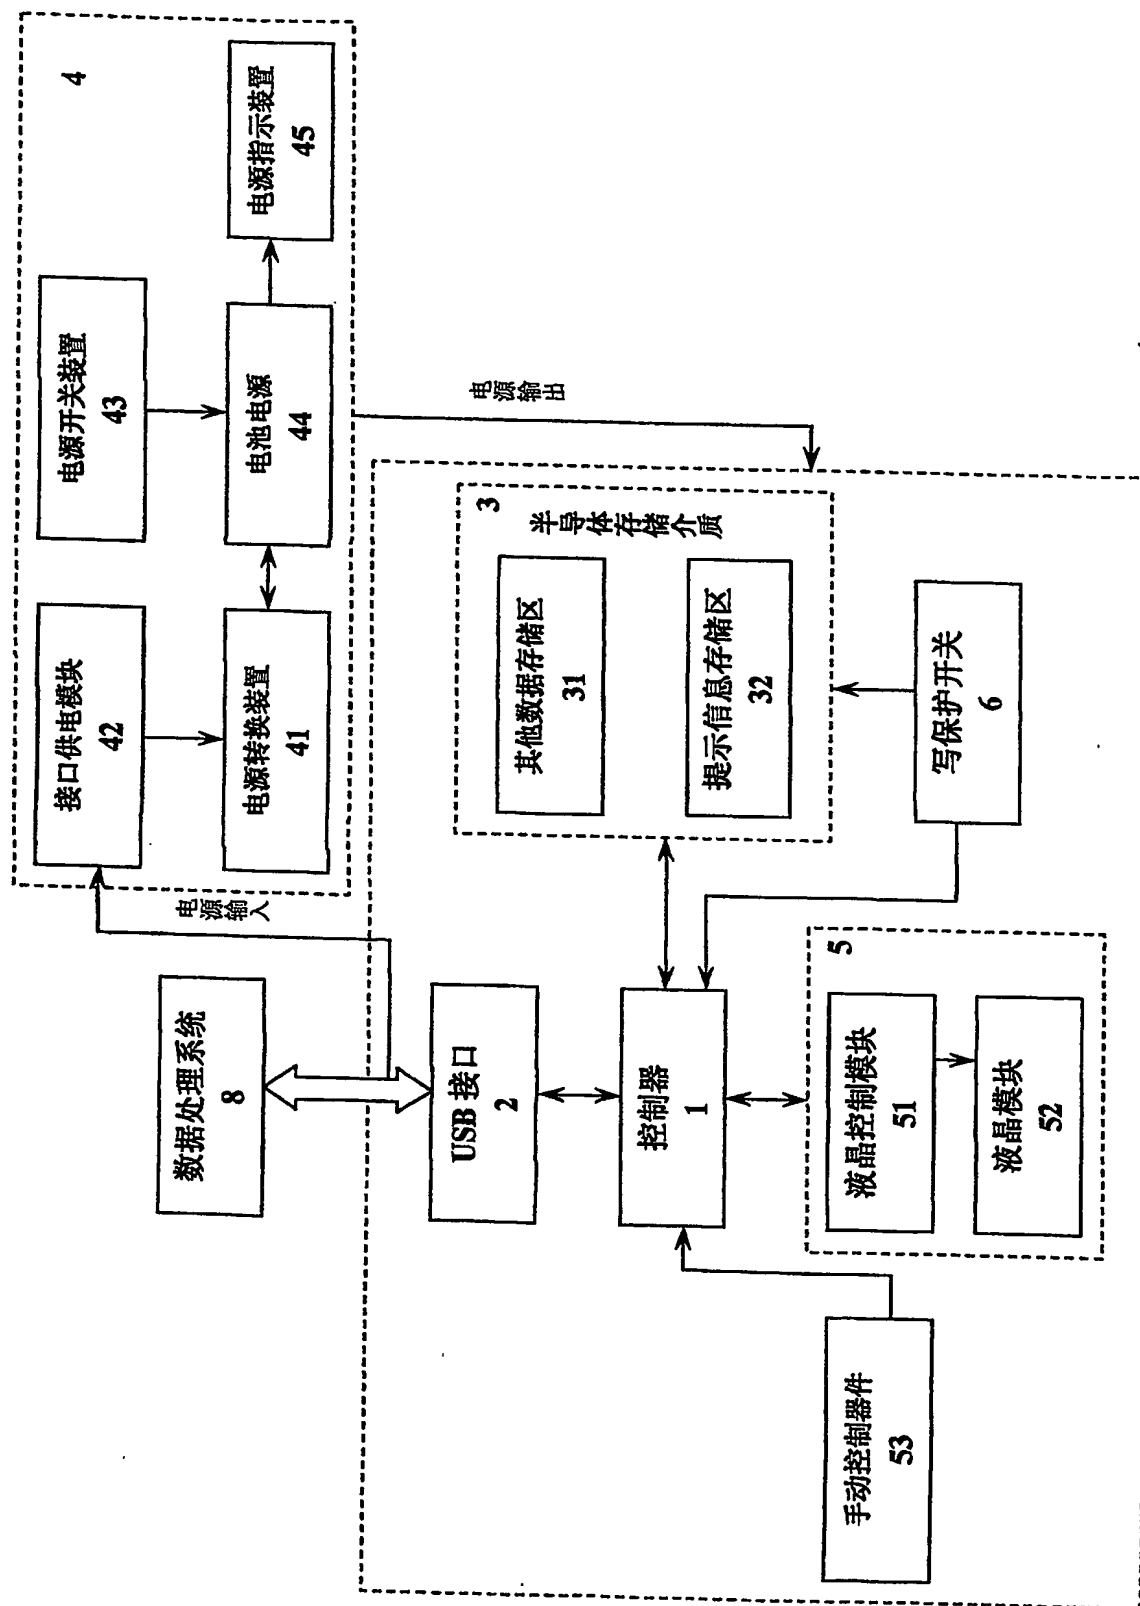 数据处理系统
8
USB 接口
2
控制器
1
手动控制器件
53
5
液晶控制模块
51
液晶模块
52
电源输入
4
接口供电模块
42
电源转换装置
41
电源开关装置
43
电池电源
44
电源指示装置
45
电源输出
3
半导体存储介质
其他数据存储区
31
提示信息存储区
32
写保护开关
6